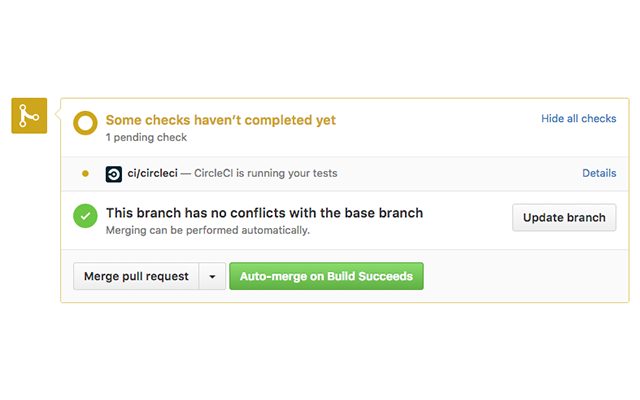 Some checks haven’t completed yet
Hide all checks
1 pending check
ci/circleci — CircleCI is running your tests
Details
This branch has no conflicts with the base branch
Merging can be performed automatically.
Update branch
Merge pull request
Auto-merge on Build Succeeds